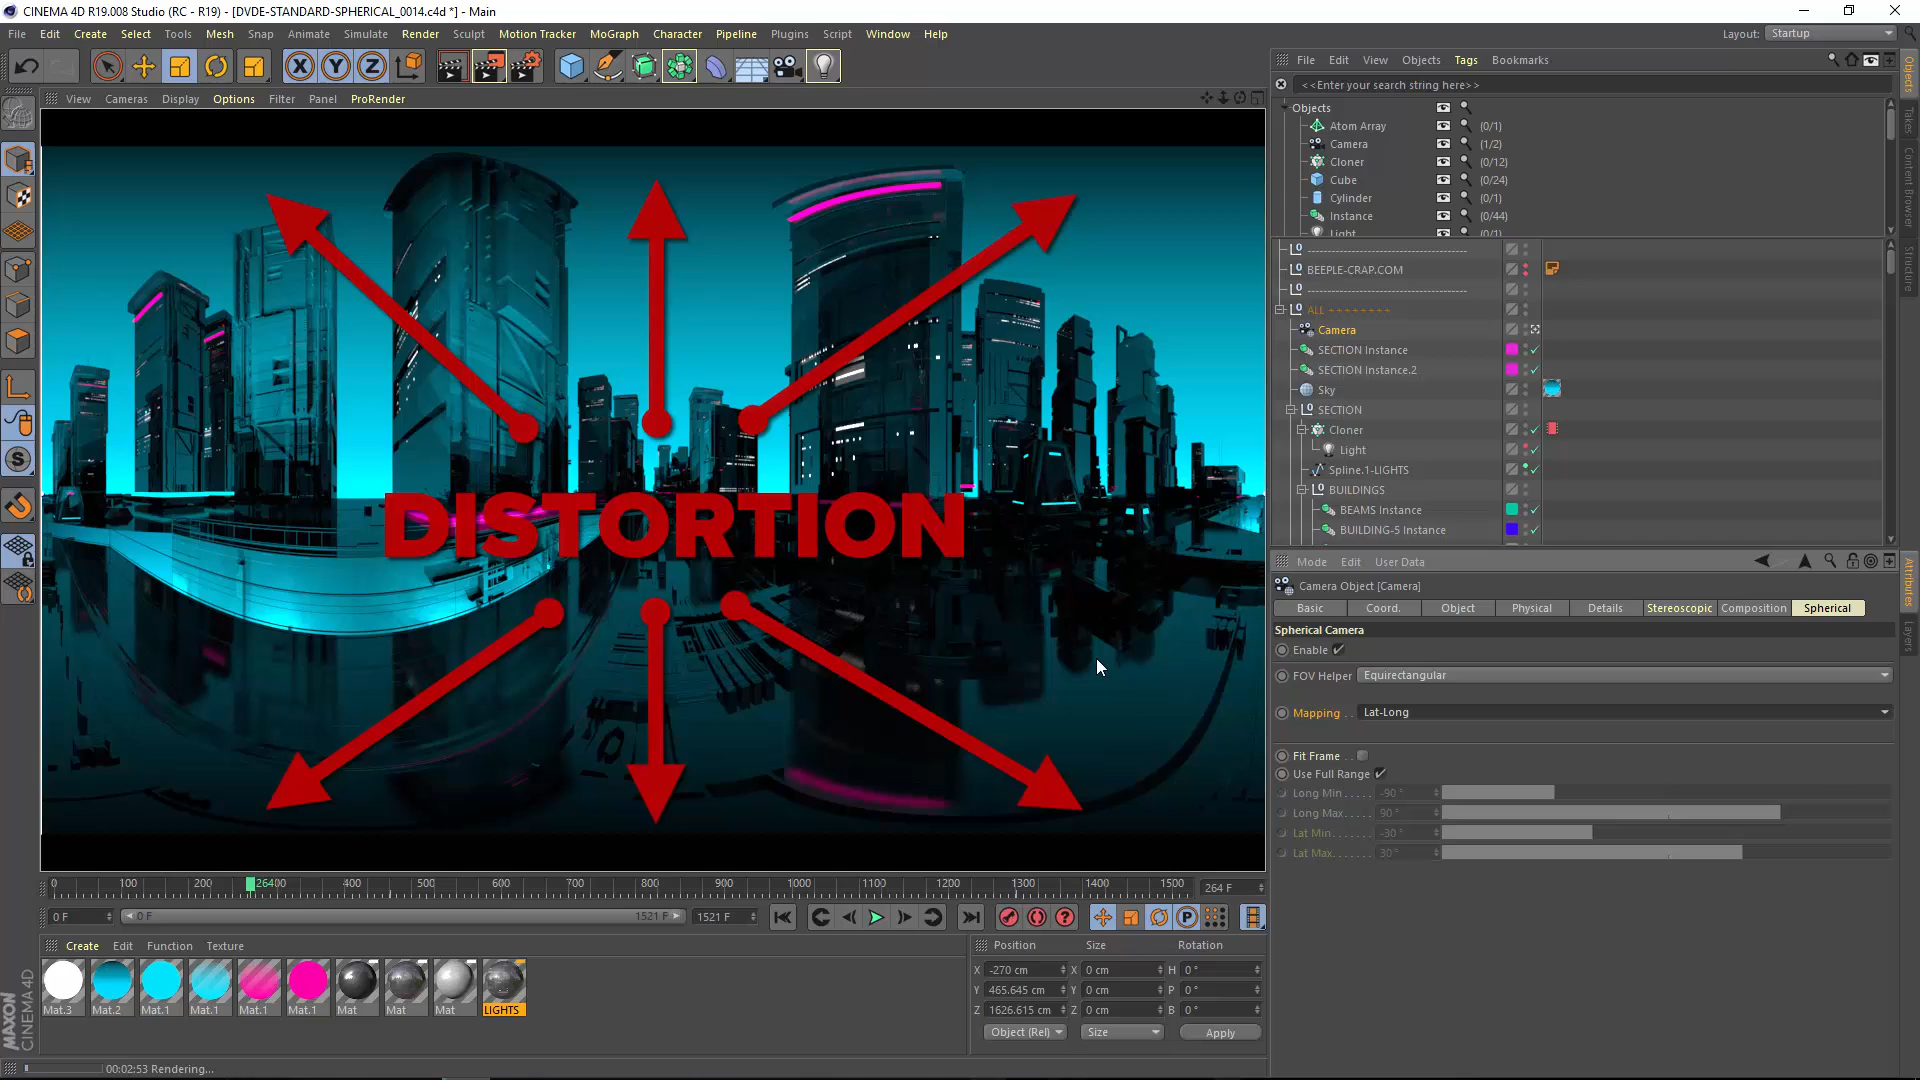 CINEMA 4D R19.008 Studio (RC - R19) - [DVDE-STANDARD-SPHERICAL_0014.c4d *] - Main
File Edit Create Select Tools Mesh Snap Animate Simulate Render Sculpt Motion Tracker MoGraph Character Pipeline Plugins Script Window Help
Layout: Startup
View Cameras Display Options Filter Panel ProRender
DISTORTION
File Edit View Objects Tags Bookmarks
<<Enter your search string here>>
Objects
Atom Array (0/1)
Camera (1/2)
Cloner (0/12)
Cube (0/24)
Cylinder (0/1)
Instance (0/44)
Light (0/1)
BEEPLE-CRAP.COM
ALL
Camera
SECTION Instance
SECTION Instance.2
Sky
SECTION
Cloner
Light
Spline.1-LIGHTS
BUILDINGS
BEAMS Instance
BUILDING-5 Instance
Objects
Takes
Content Browser
Structure
Mode Edit User Data
Camera Object [Camera]
Basic Coord. Object Physical Details Stereoscopic Composition Spherical
Spherical Camera
Enable
FOV Helper Equirectangular
Mapping . . Lat-Long
Fit Frame . .
Use Full Range
Long Min . . . . . -90 °
Long Max . . . . . 90 °
Lat Min . . . . . . -30 °
Lat Max . . . . . . 30 °
Attributes
Layers
0 100 200 264 300 400 500 600 700 800 900 1000 1100 1200 1300 1400 1500 264 F
0 F 0 F 1521 F 1521 F
Create Edit Function Texture
Mat.3 Mat.2 Mat.1 Mat.1 Mat.1 Mat.1 Mat Mat Mat LIGHTS
Position Size Rotation
X -270 cm X 0 cm H 0 °
Y 465.645 cm Y 0 cm P 0 °
Z 1626.615 cm Z 0 cm B 0 °
Object (Rel) Size Apply
MAXON
CINEMA 4D
00:02:53 Rendering...